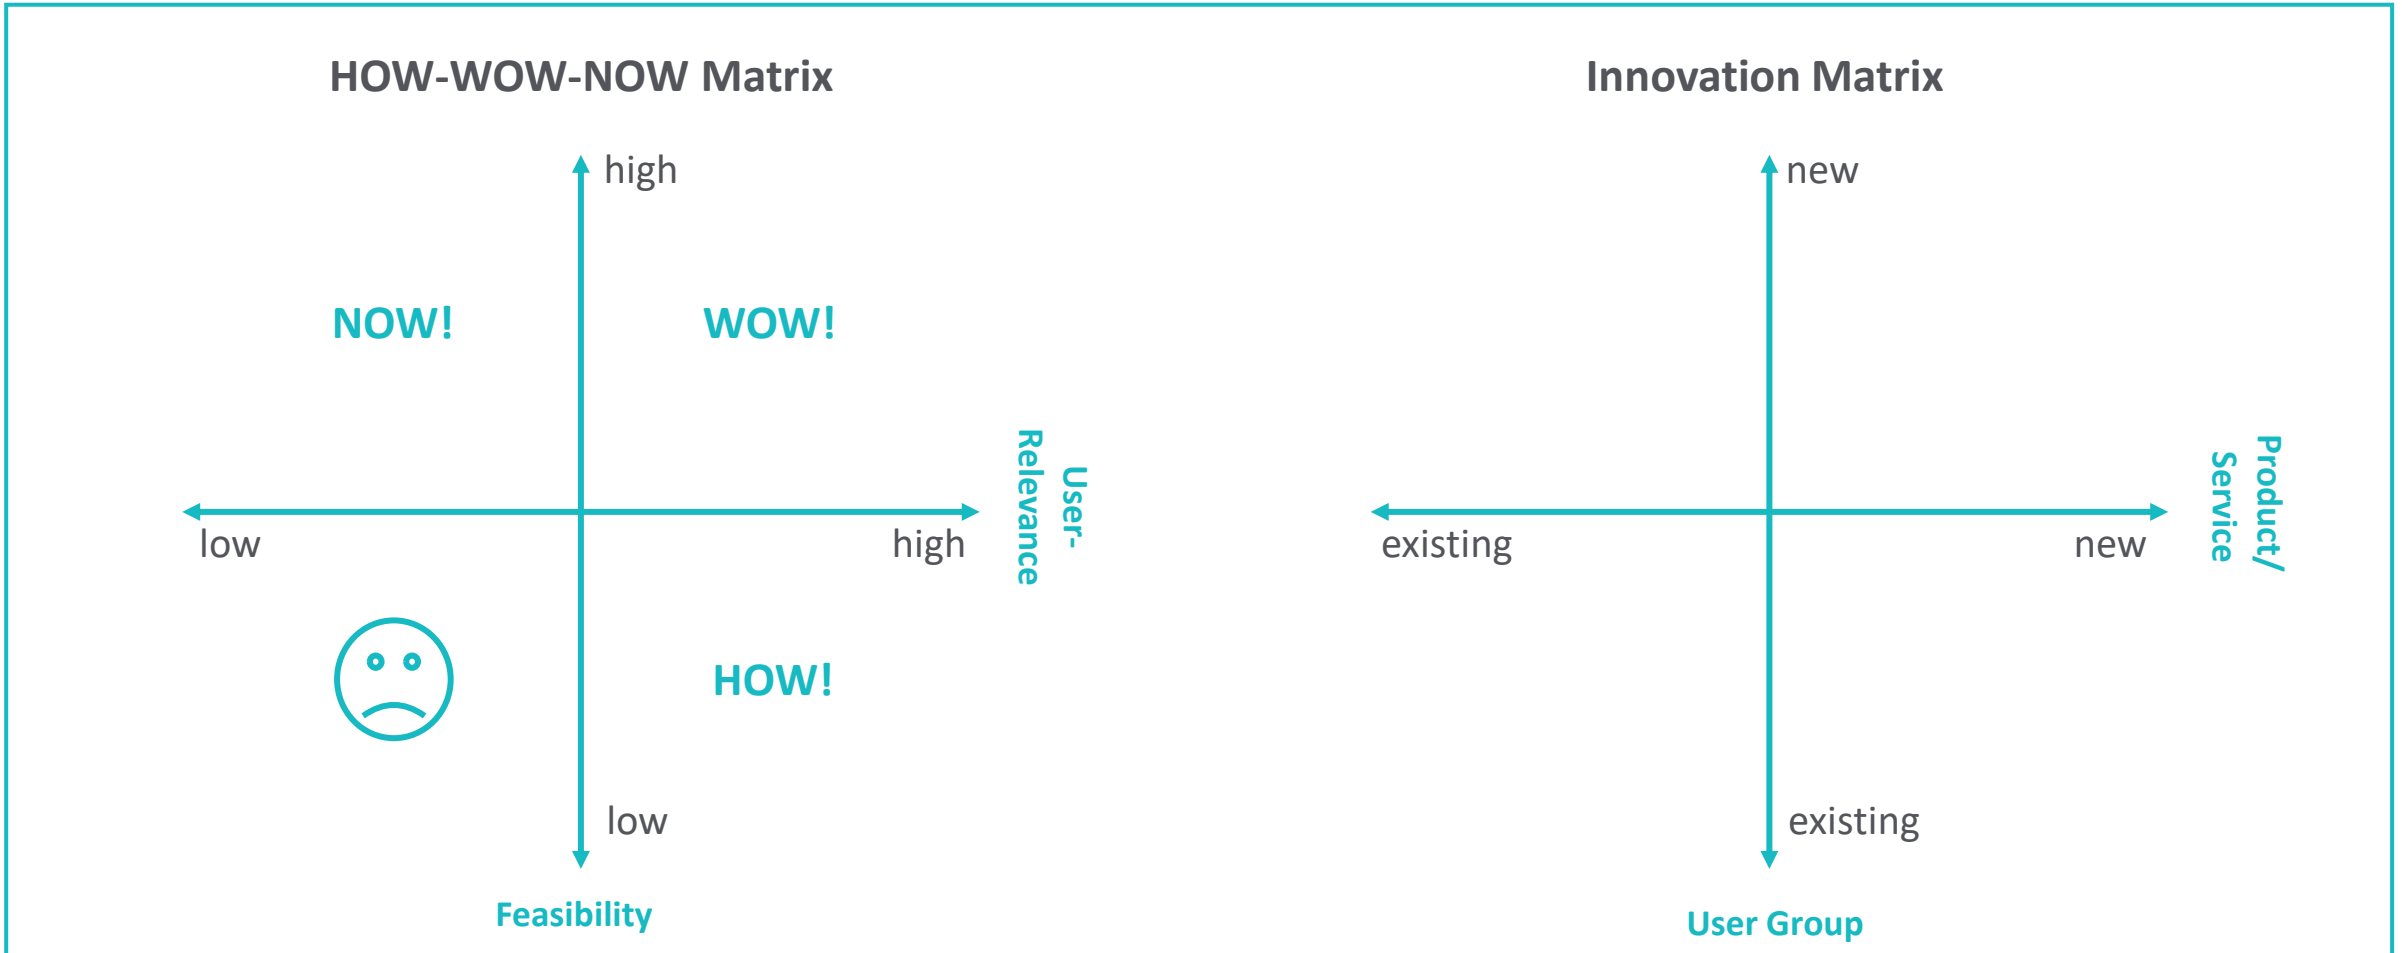 HOW-WOW-NOW Matrix
high
NOW!
WOW!
User-
Relevance
low
high
HOW!
low
Feasibility
Innovation Matrix
new
Product/
Service
existing
new
existing
User Group